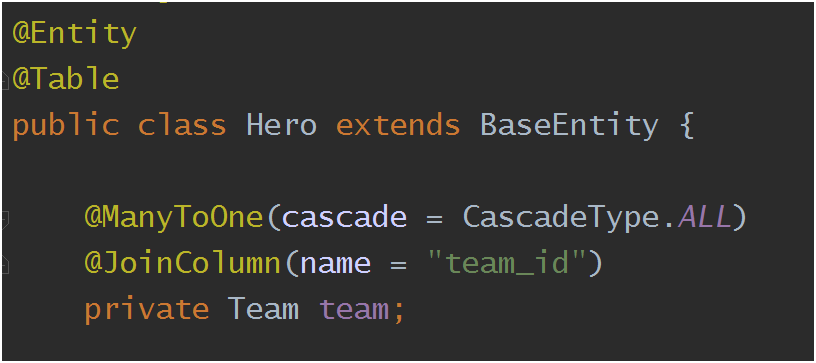 @Entity
@Table
public class Hero extends BaseEntity {
@ManyToOne(cascade = CascadeType.ALL)
@JoinColumn(name = "team_id")
private Team team;